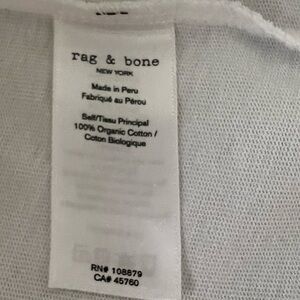 rag & bone
NEW YORK
Made in Peru
Fabriqué au Pérou
Self/Tissu Principal
100% Organic Cotton /
Coton Biologique
RN# 108879
CA# 45760